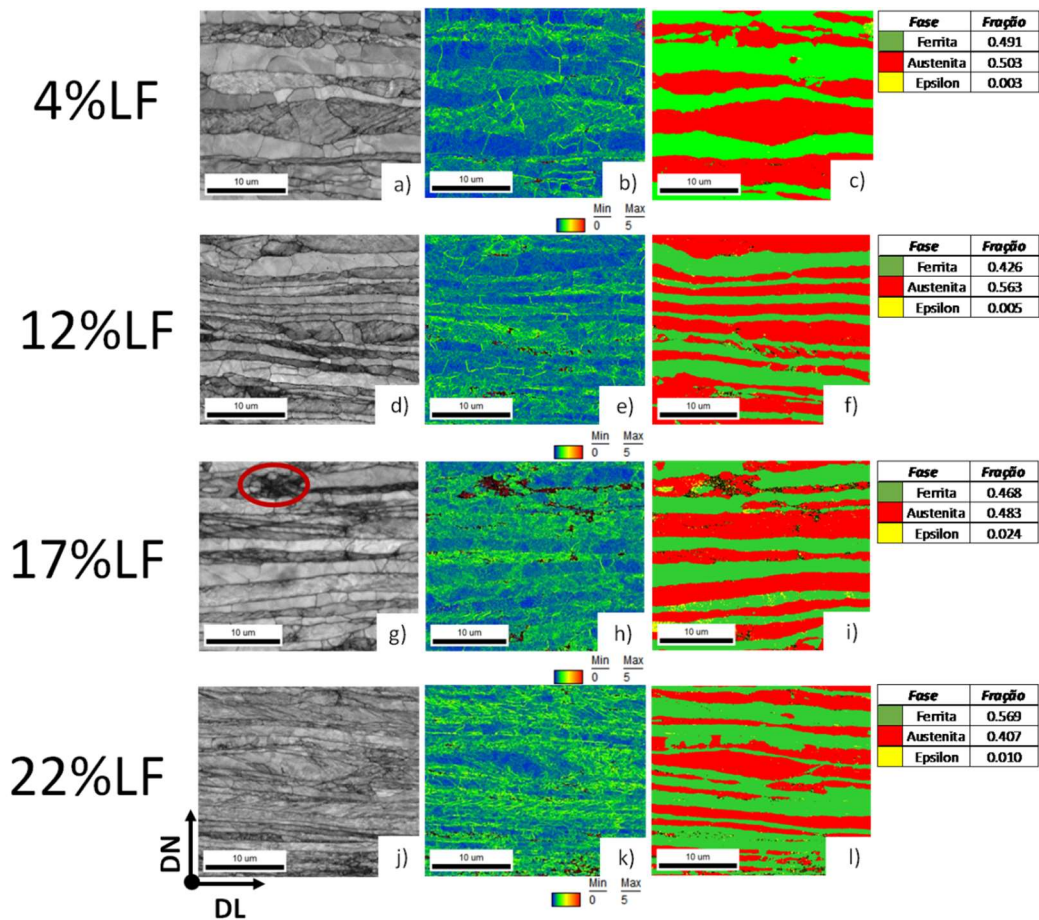 4%LF
10 um
a)
10 um
b)
10 um
c)
Fase Fração
Ferrita 0.491
Austenita 0.503
Epsilon 0.003
Min Max
0 5
12%LF
10 um
d)
10 um
e)
10 um
f)
Fase Fração
Ferrita 0.426
Austenita 0.563
Epsilon 0.005
Min Max
0 5
17%LF
10 um
g)
10 um
h)
10 um
i)
Fase Fração
Ferrita 0.468
Austenita 0.483
Epsilon 0.024
Min Max
0 5
22%LF
10 um
j)
10 um
k)
10 um
l)
Fase Fração
Ferrita 0.569
Austenita 0.407
Epsilon 0.010
Min Max
0 5
DN
DL